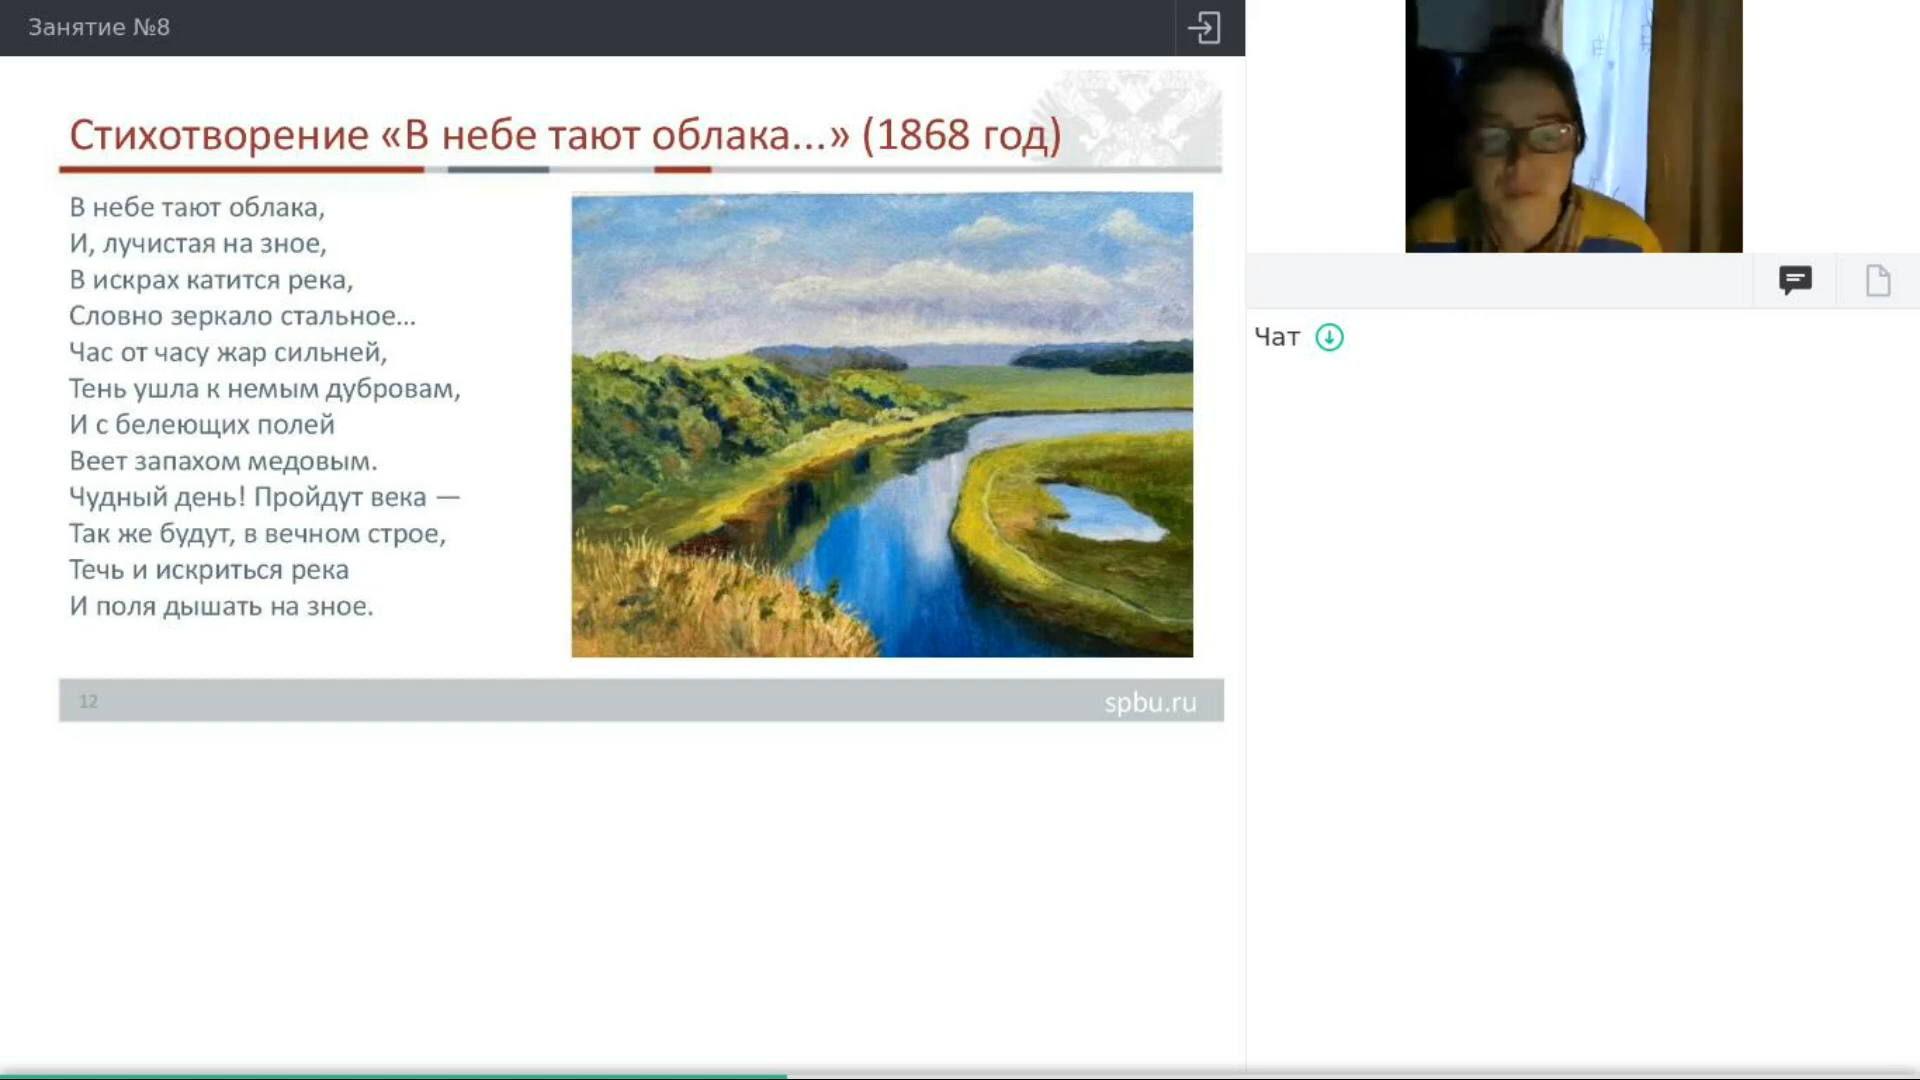 Занятие №8
Стихотворение «В небе тают облака...» (1868 год)
В небе тают облака,
И, лучистая на зное,
В искрах катится река,
Словно зеркало стальное...
Час от часу жар сильней,
Тень ушла к немым дубровам,
И с белеющих полей
Веет запахом медовым.
Чудный день! Пройдут века —
Так же будут, в вечном строе,
Течь и искриться река
И поля дышать на зное.
12
spbu.ru
Чат